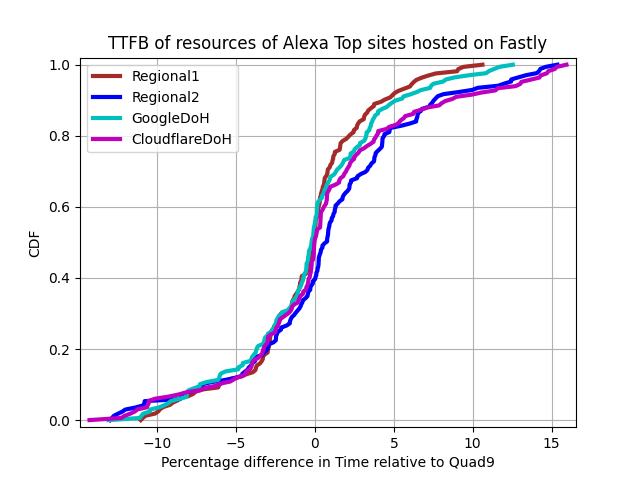 TTFB of resources of Alexa Top sites hosted on Fastly
Regional1
Regional2
GoogleDoH
CloudflareDoH
CDF
1.0
0.8
0.6
0.4
0.2
0.0
−10 −5 0 5 10 15
Percentage difference in Time relative to Quad9